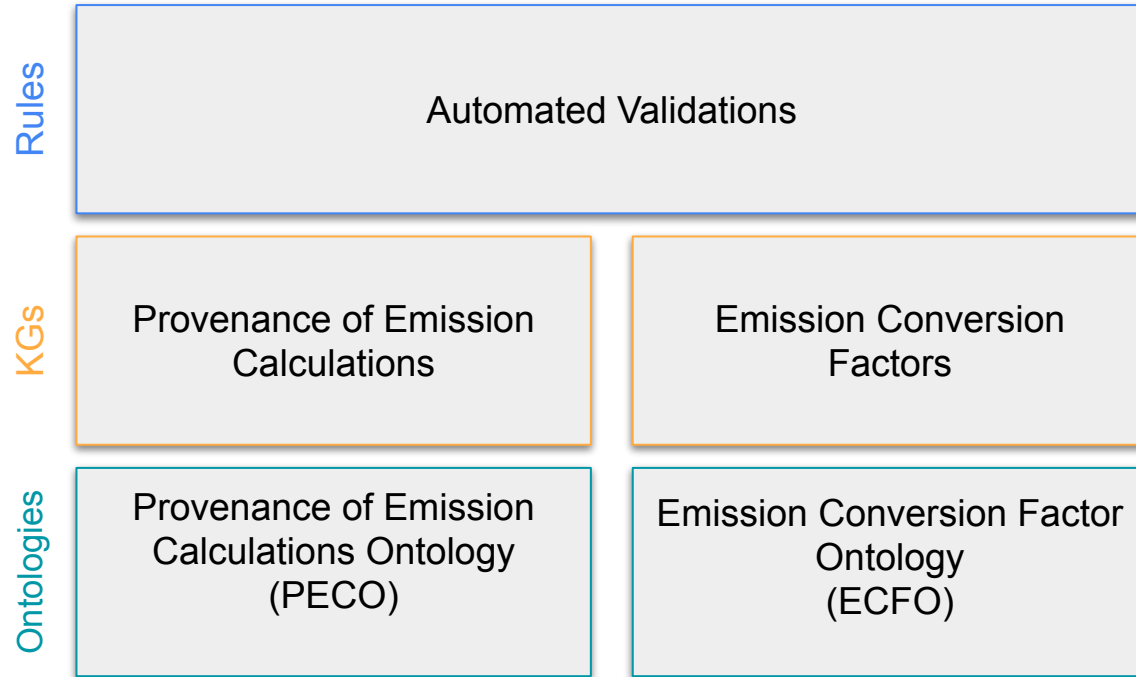 Rules
Automated Validations
KGs
Provenance of Emission
Calculations
Emission Conversion
Factors
Ontologies
Provenance of Emission
Calculations Ontology
(PECO)
Emission Conversion Factor
Ontology
(ECFO)